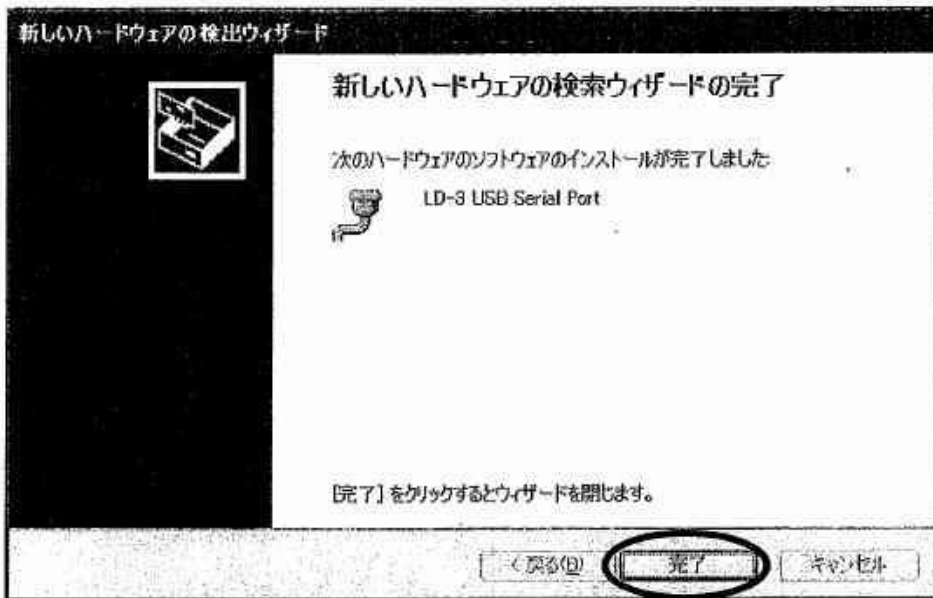 新しいハードウェアの検出ウィザード
新しいハードウェアの検索ウィザードの完了
次のハードウェアのソフトウェアのインストールが完了しました:
LD-3 USB Serial Port
[完了] をクリックするとウィザードを閉じます。
< 戻る(B)
完了
キャンセル